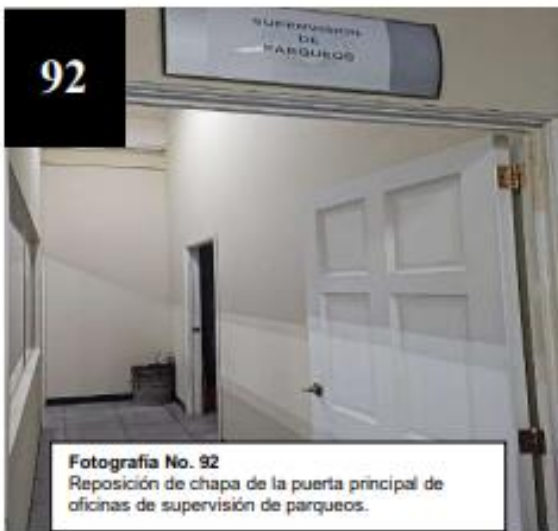 92
SUPERVISION
DE
PARQUEOS
Fotografía No. 92
Reposición de chapa de la puerta principal de
oficinas de supervisión de parqueos.